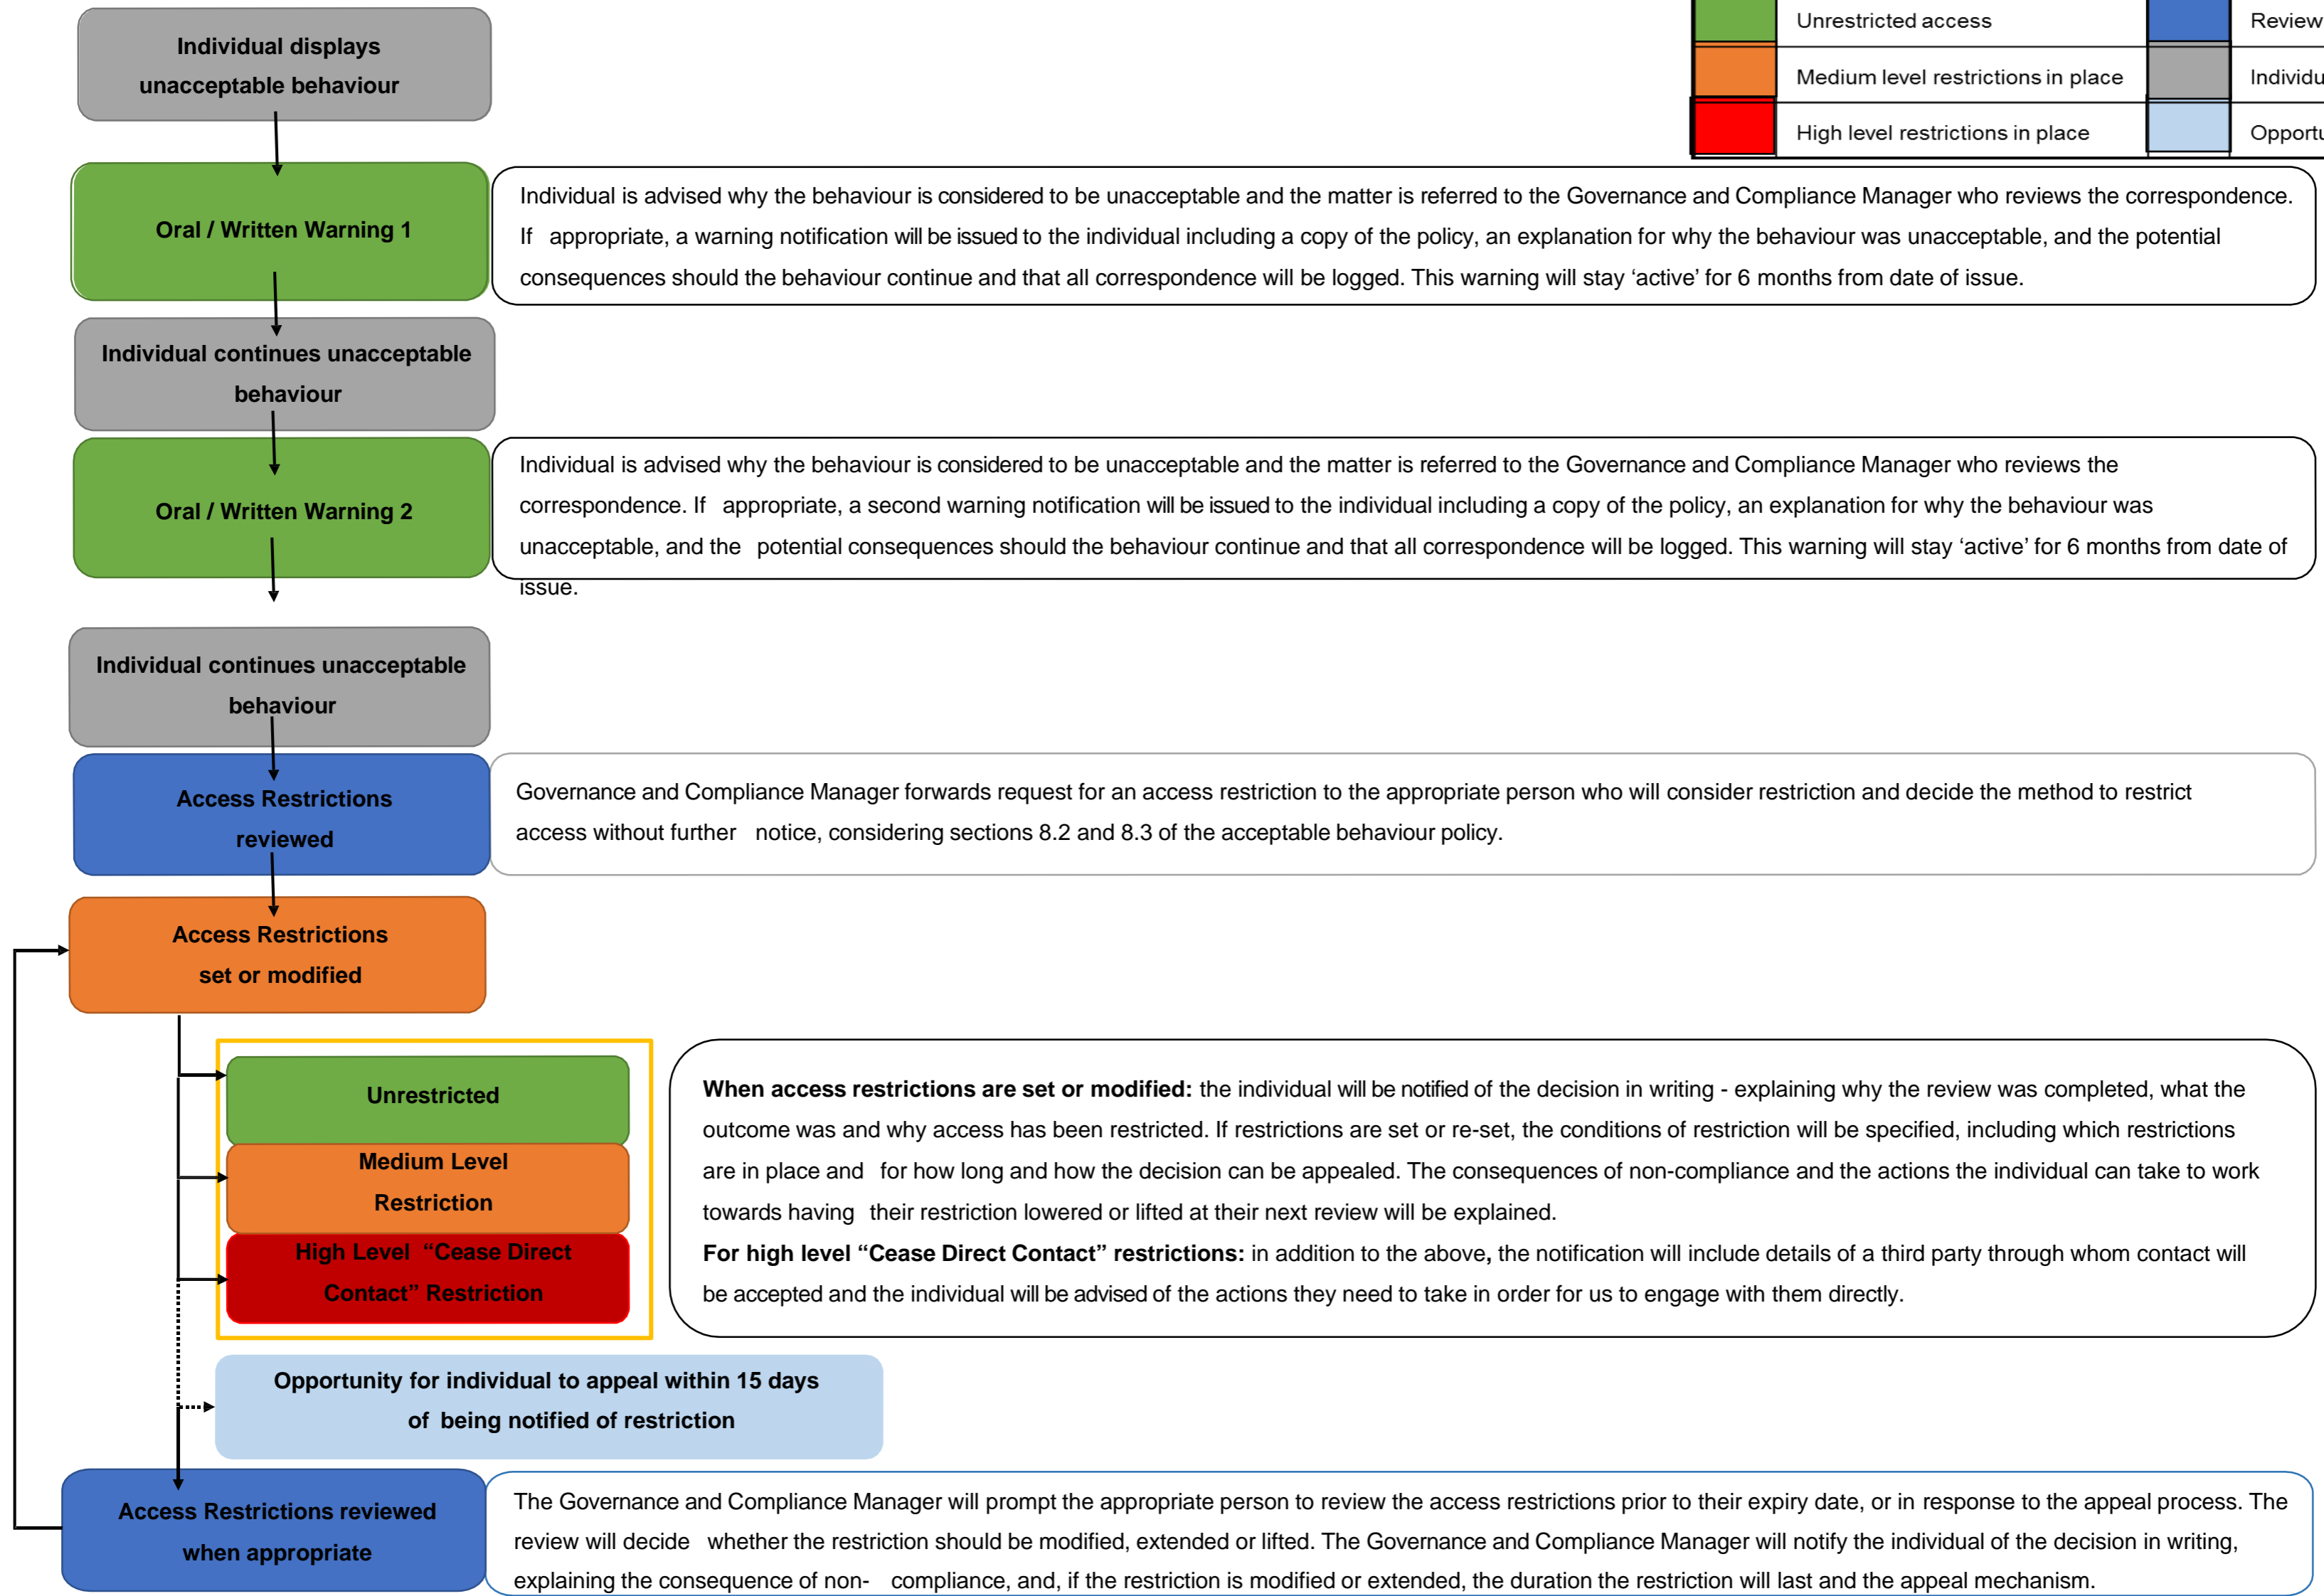 Unrestricted access
Review
Medium level restrictions in place
High level restrictions in place
Individual displays
unacceptable behaviour
Oral / Written Warning 1
Individual is advised why the behaviour is considered to be unacceptable and the matter is referred to the Governance and Compliance Manager who reviews the correspondence.
If appropriate, a warning notification will be issued to the individual including a copy of the policy, an explanation for why the behaviour was unacceptable, and the potential
consequences should the behaviour continue and that all correspondence will be logged. This warning will stay ‘active’ for 6 months from date of issue.
Individual continues unacceptable
behaviour
Oral / Written Warning 2
Individual is advised why the behaviour is considered to be unacceptable and the matter is referred to the Governance and Compliance Manager who reviews the
correspondence. If appropriate, a second warning notification will be issued to the individual including a copy of the policy, an explanation for why the behaviour was
unacceptable, and the potential consequences should the behaviour continue and that all correspondence will be logged. This warning will stay ‘active’ for 6 months from date of
issue.
Individual continues unacceptable
behaviour
Access Restrictions
reviewed
Governance and Compliance Manager forwards request for an access restriction to the appropriate person who will consider restriction and decide the method to restrict
access without further notice, considering sections 8.2 and 8.3 of the acceptable behaviour policy.
Access Restrictions
set or modified
Unrestricted
Medium Level
Restriction
High Level “Cease Direct
Contact” Restriction
When access restrictions are set or modified: the individual will be notified of the decision in writing - explaining why the review was completed, what the
outcome was and why access has been restricted. If restrictions are set or re-set, the conditions of restriction will be specified, including which restrictions
are in place and for how long and how the decision can be appealed. The consequences of non-compliance and the actions the individual can take to work
towards having their restriction lowered or lifted at their next review will be explained.
For high level “Cease Direct Contact” restrictions: in addition to the above, the notification will include details of a third party through whom contact will
be accepted and the individual will be advised of the actions they need to take in order for us to engage with them directly.
Opportunity for individual to appeal within 15 days
of being notified of restriction
Access Restrictions reviewed
when appropriate
The Governance and Compliance Manager will prompt the appropriate person to review the access restrictions prior to their expiry date, or in response to the appeal process. The
review will decide whether the restriction should be modified, extended or lifted. The Governance and Compliance Manager will notify the individual of the decision in writing,
explaining the consequence of non- compliance, and, if the restriction is modified or extended, the duration the restriction will last and the appeal mechanism.